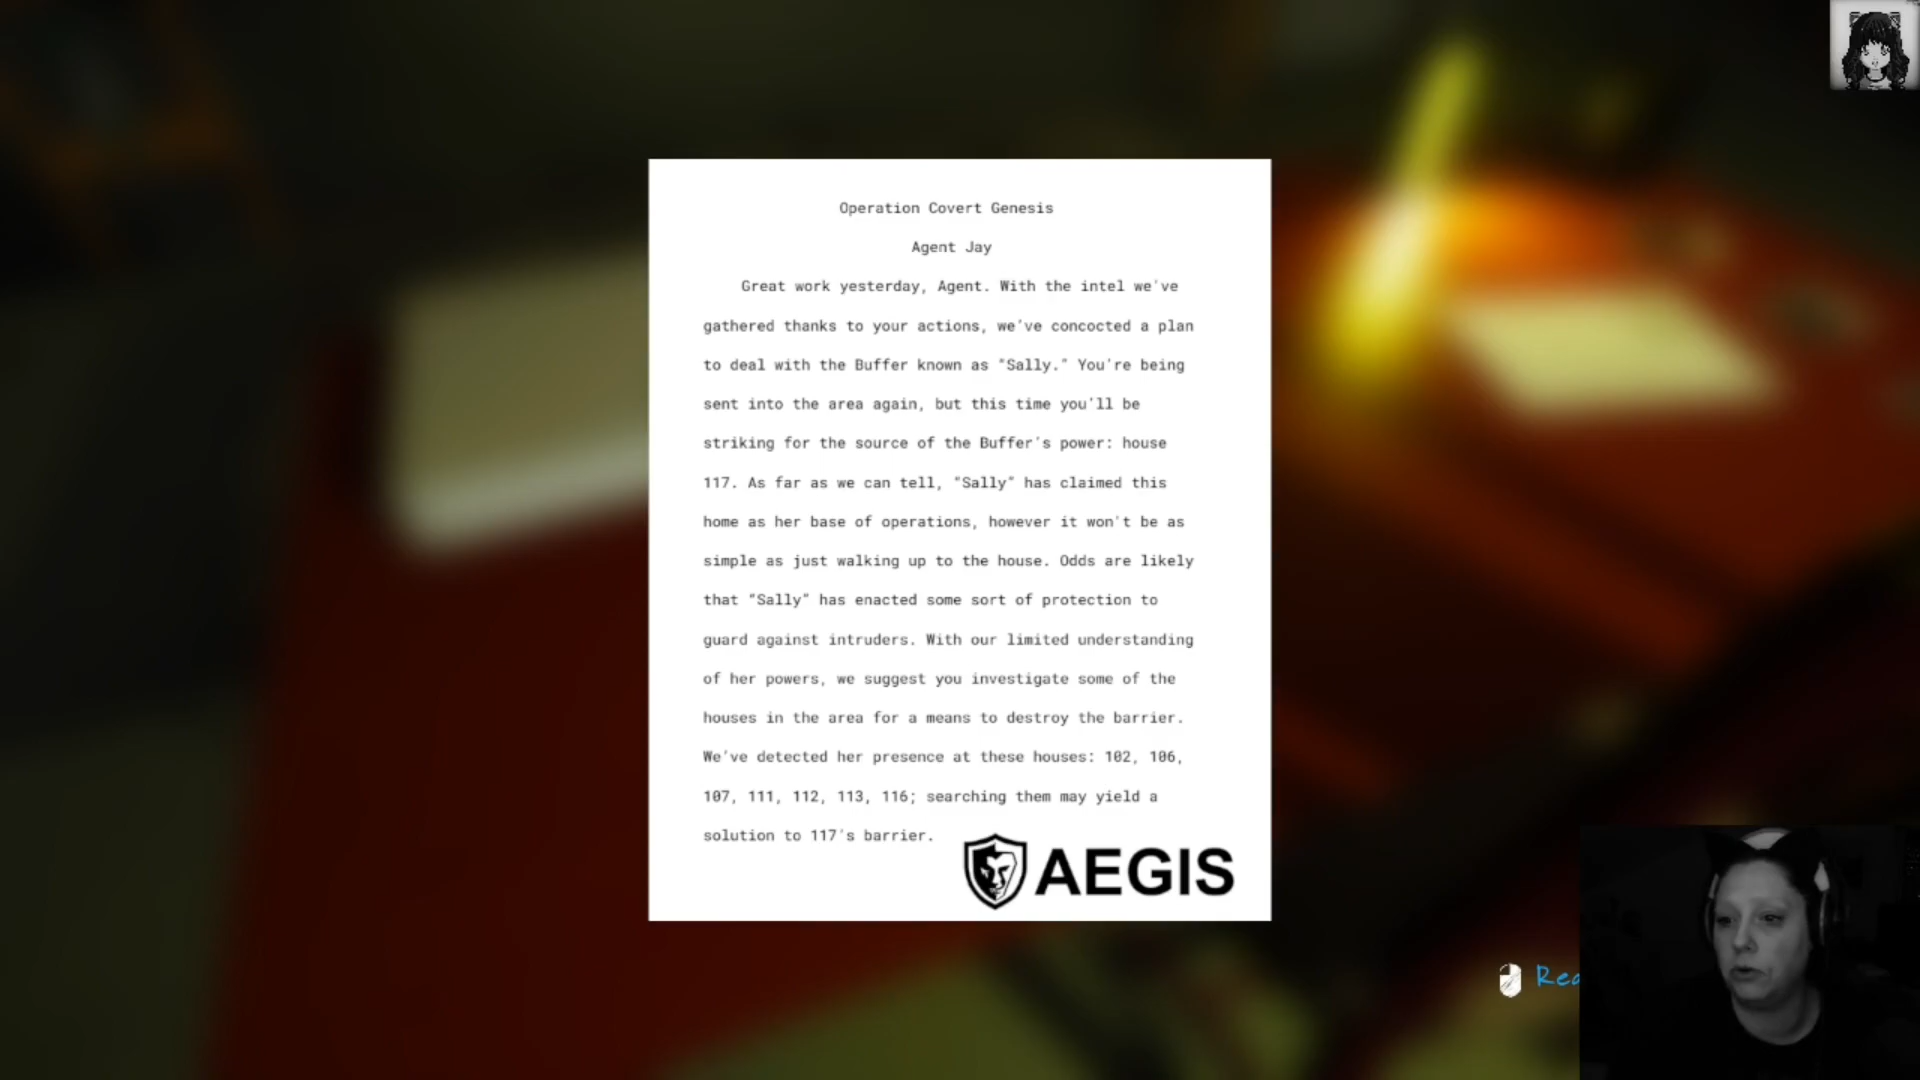 Operation Covert Genesis
Agent Jay
Great work yesterday, Agent. With the intel we've
gathered thanks to your actions, we've concocted a plan
to deal with the Buffer known as "Sally." You're being
sent into the area again, but this time you'll be
striking for the source of the Buffer's power: house
117. As far as we can tell, "Sally" has claimed this
home as her base of operations, however it won't be as
simple as just walking up to the house. Odds are likely
that "Sally" has enacted some sort of protection to
guard against intruders. With our limited understanding
of her powers, we suggest you investigate some of the
houses in the area for a means to destroy the barrier.
We've detected her presence at these houses: 102, 106,
107, 111, 112, 113, 116; searching them may yield a
solution to 117's barrier.
AEGIS